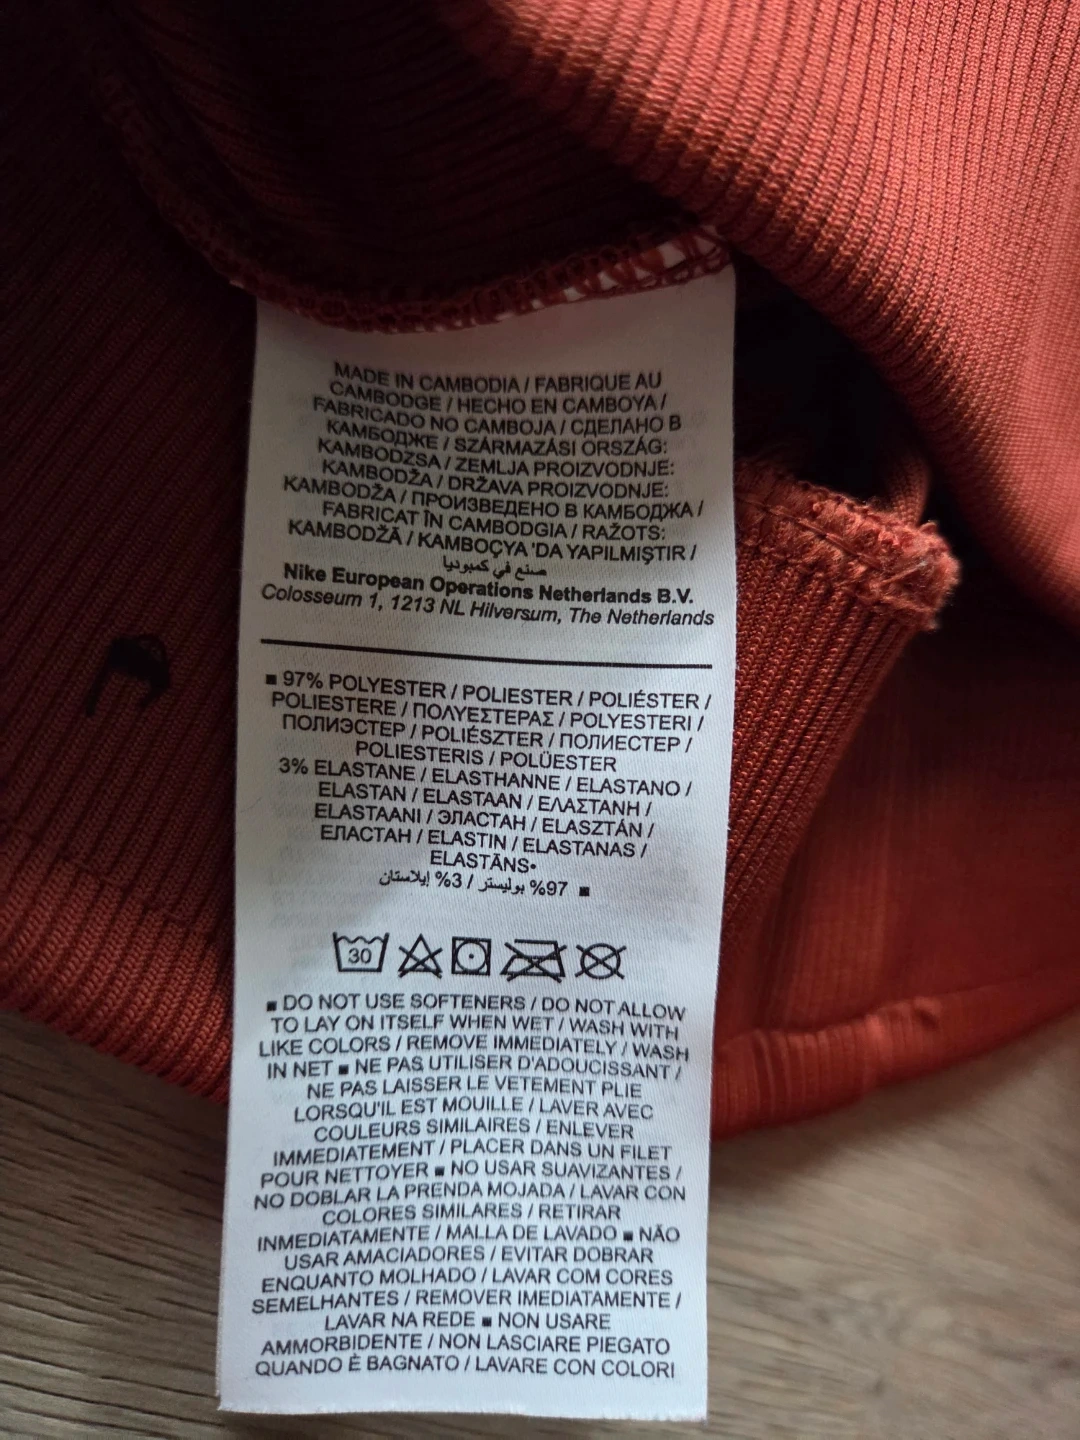 MADE IN CAMBODIA / FABRIQUE AU
CAMBODGE / HECHO EN CAMBOYA /
FABRICADO NO CAMBOJA / СДЕЛАНО В
КАМБОДЖЕ / SZÁRMAZÁSI ORSZÁG:
KAMBODZSA / ZEMLJA PROIZVODNJE:
KAMBODŽA / DRŽAVA PROIZVODNJE:
KAMBODŽA / ПРОИЗВЕДЕНО В КАМБОДЖА /
FABRICAT ÎN CAMBODGIA / RAŽOTS:
KAMBODŽĀ / KAMBOÇYA 'DA YAPILMIŞTIR /
صنع في كمبوديا
Nike European Operations Netherlands B.V.
Colosseum 1, 1213 NL Hilversum, The Netherlands
■ 97% POLYESTER / POLIESTER / POLIÉSTER /
POLIESTERE / ΠΟΛΥΕΣΤΕΡΑΣ / POLYESTERI /
ПОЛИЭСТЕР / POLIÉSZTER / ПОЛИЕСТЕР /
POLIESTERIS / POLÜESTER
3% ELASTANE / ELASTHANNE / ELASTANO /
ELASTAN / ELASTAAN / ΕΛΑΣΤΑΝΗ /
ELASTAANI / ЭЛАСТАН / ELASZTÁN /
ЕЛАСТАН / ELASTIN / ELASTANAS /
ELASTĀNS•
■ 97% بوليستر / 3% إيلاستان
30
■ DO NOT USE SOFTENERS / DO NOT ALLOW
TO LAY ON ITSELF WHEN WET / WASH WITH
LIKE COLORS / REMOVE IMMEDIATELY / WASH
IN NET ■ NE PAS UTILISER D'ADOUCISSANT /
NE PAS LAISSER LE VETEMENT PLIE
LORSQU'IL EST MOUILLE / LAVER AVEC
COULEURS SIMILAIRES / ENLEVER
IMMEDIATEMENT / PLACER DANS UN FILET
POUR NETTOYER ■ NO USAR SUAVIZANTES /
NO DOBLAR LA PRENDA MOJADA / LAVAR CON
COLORES SIMILARES / RETIRAR
INMEDIATAMENTE / MALLA DE LAVADO ■ NÃO
USAR AMACIADORES / EVITAR DOBRAR
ENQUANTO MOLHADO / LAVAR COM CORES
SEMELHANTES / REMOVER IMEDIATAMENTE /
LAVAR NA REDE ■ NON USARE
AMMORBIDENTE / NON LASCIARE PIEGATO
QUANDO È BAGNATO / LAVARE CON COLORI